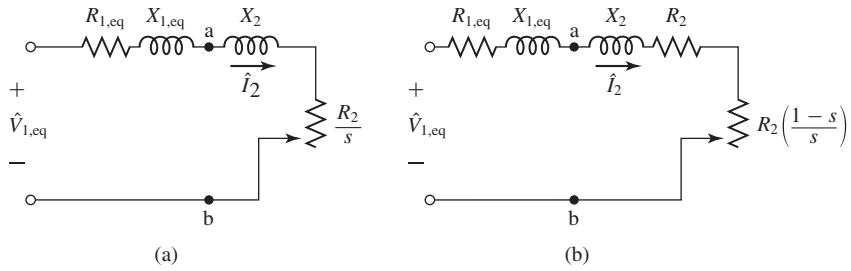 R₁,eq X₁,eq a X₂
Î2
+
V̂₁,eq
−
R₂/s
b
(a)
R₁,eq X₁,eq a X₂ R₂
Î₂
+
V̂₁,eq
−
R₂((1 − s)/s)
b
(b)